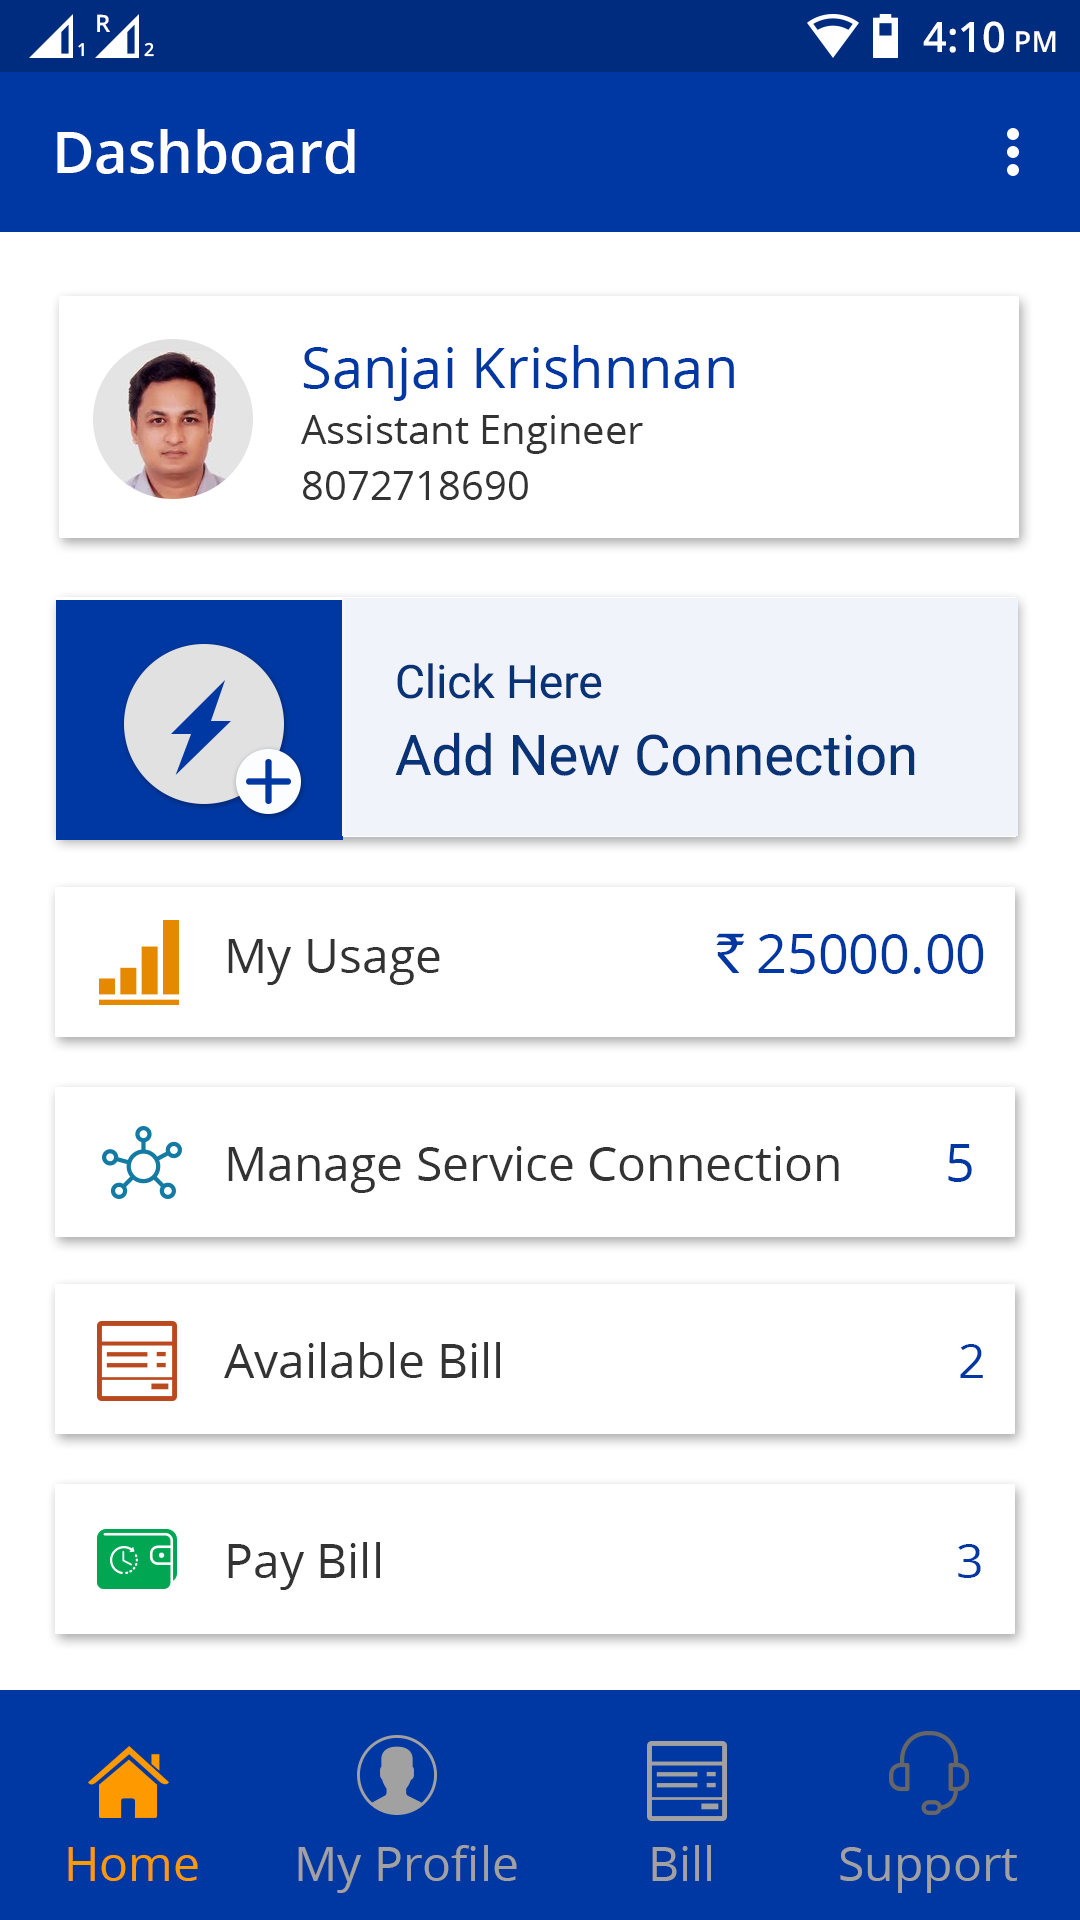 1 R 2 4:10 PM
Dashboard
Sanjai Krishnnan
Assistant Engineer
8072718690
Click Here
Add New Connection
My Usage ₹ 25000.00
Manage Service Connection 5
Available Bill 2
Pay Bill 3
Home My Profile Bill Support